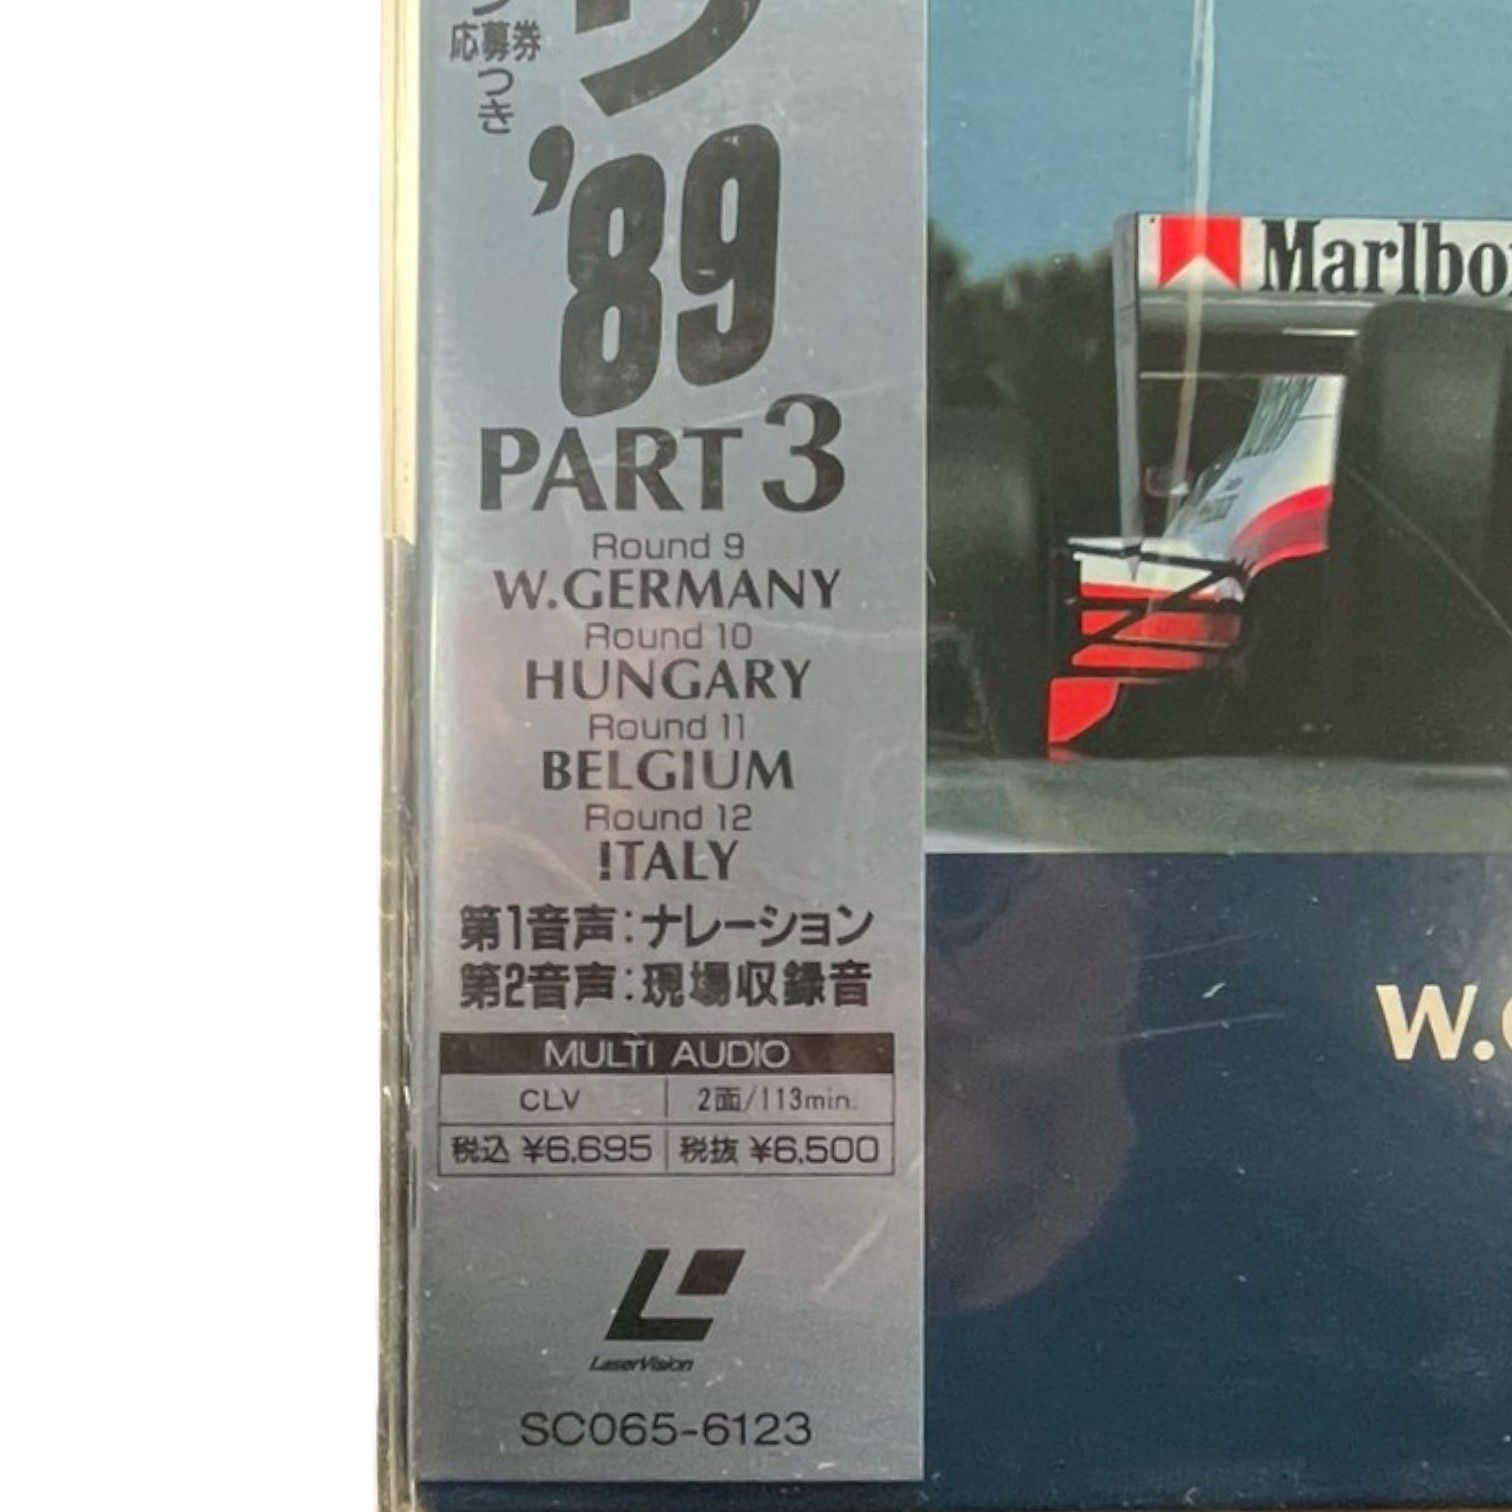 応募券
つき
'89
PART 3
Round 9
W.GERMANY
Round 10
HUNGARY
Round 11
BELGIUM
Round 12
!TALY
第1音声:ナレーション
第2音声:現場収録音
MULTI AUDIO
CLV 2面/113min.
税込 ¥6,695 税抜 ¥6,500
LaserVision
SC065-6123
Marlbo
W.